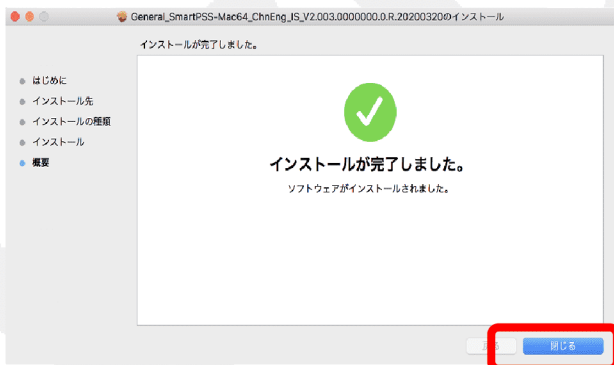 General_SmartPSS-Mac64_ChnEng_IS_V2.003.0000000.0.R.20200320のインストール
インストールが完了しました。
はじめに
インストール先
インストールの種類
インストール
概要
インストールが完了しました。
ソフトウェアがインストールされました。
閉じる